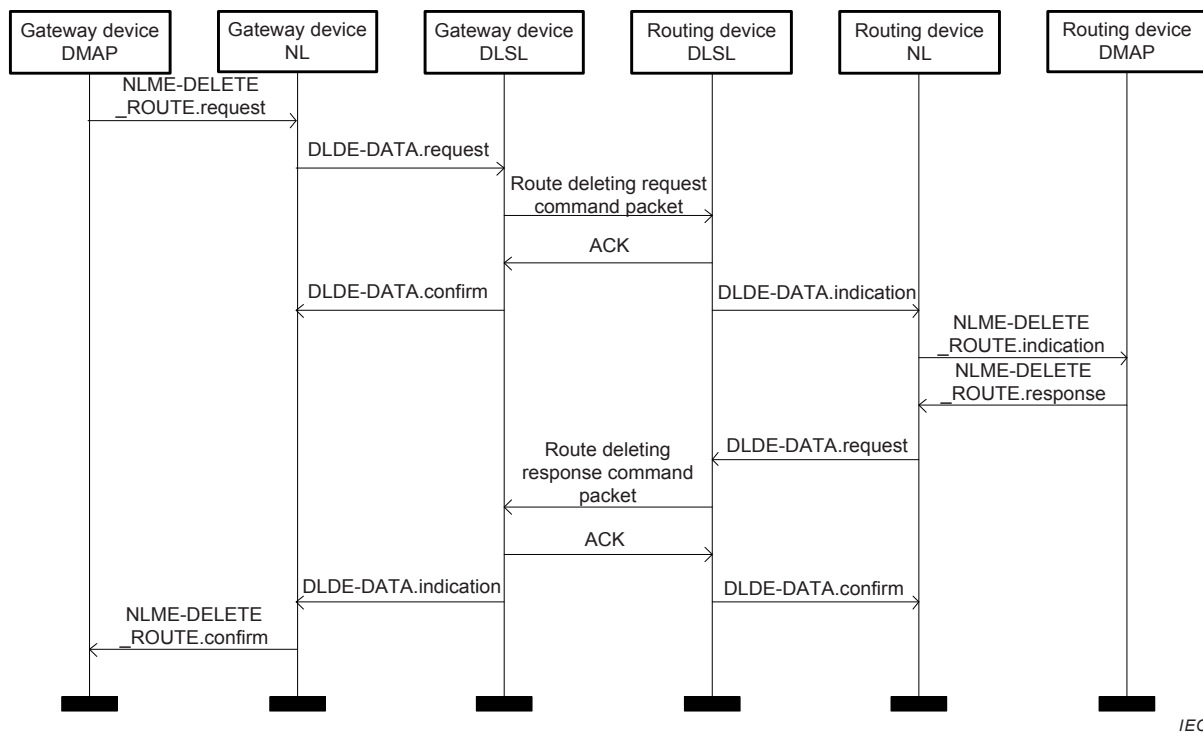 Gateway device
DMAP
Gateway device
NL
Gateway device
DLSL
Routing device
DLSL
Routing device
NL
Routing device
DMAP
NLME-DELETE
_ROUTE.request
DLDE-DATA.request
Route deleting request
command packet
ACK
DLDE-DATA.confirm
DLDE-DATA.indication
NLME-DELETE
_ROUTE.indication
NLME-DELETE
_ROUTE.response
DLDE-DATA.request
Route deleting
response command
packet
ACK
DLDE-DATA.indication
DLDE-DATA.confirm
NLME-DELETE
_ROUTE.confirm
IEC